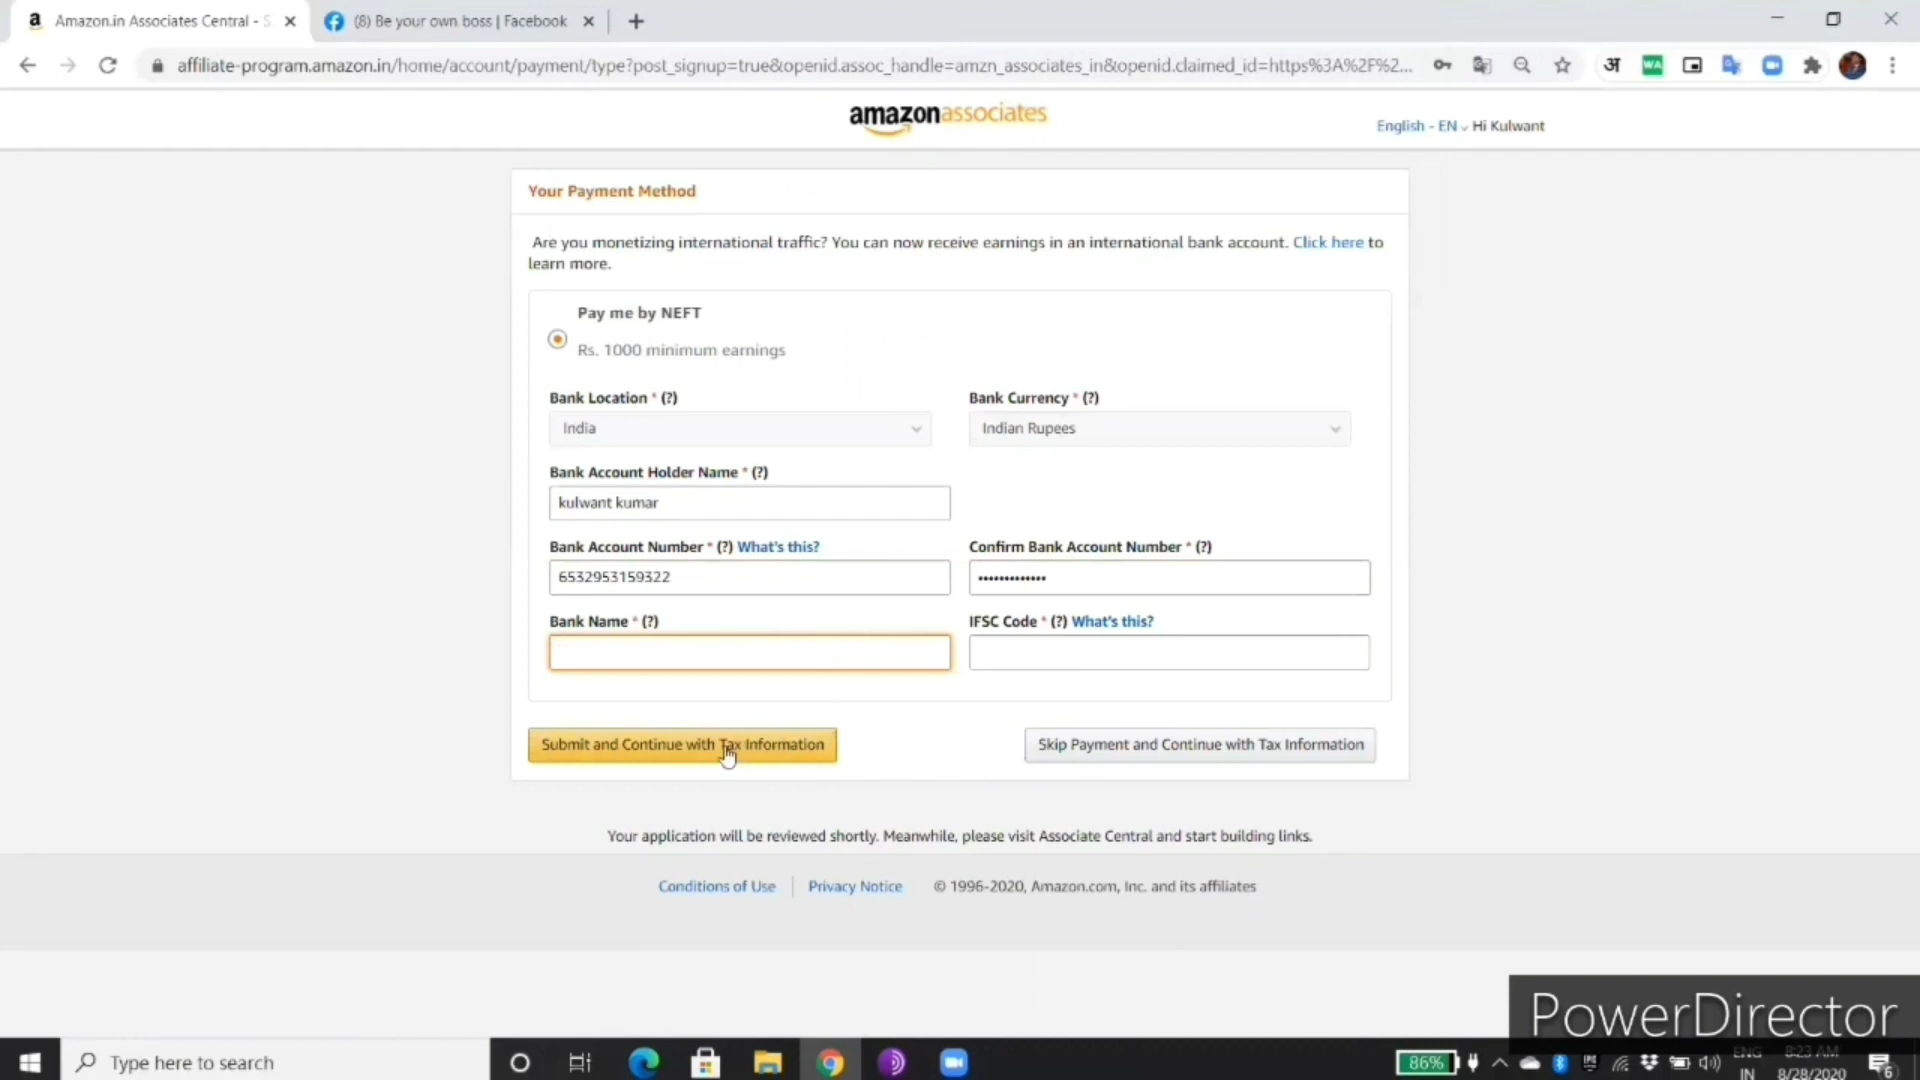 Amazon.in Associates Central - S
(8) Be your own boss | Facebook
affiliate-program.amazon.in/home/account/payment/type?post_signup=true&openid.assoc_handle=amzn_associates_in&openid.claimed_id=https%3A%2F%2...
अ
WA
amazonassociates
English - EN Hi Kulwant
Your Payment Method
Are you monetizing international traffic? You can now receive earnings in an international bank account. Click here to
learn more.
Pay me by NEFT
Rs. 1000 minimum earnings
Bank Location * (?) Bank Currency * (?)
India Indian Rupees
Bank Account Holder Name * (?)
kulwant kumar
Bank Account Number * (?) What's this? Confirm Bank Account Number * (?)
6532953159322 •••••••••••••
Bank Name * (?) IFSC Code * (?) What's this?
Submit and Continue with Tax Information Skip Payment and Continue with Tax Information
Your application will be reviewed shortly. Meanwhile, please visit Associate Central and start building links.
Conditions of Use Privacy Notice © 1996-2020, Amazon.com, Inc. and its affiliates
PowerDirector
Type here to search
86% ENG 8:23 AM
IN 8/28/2020 6